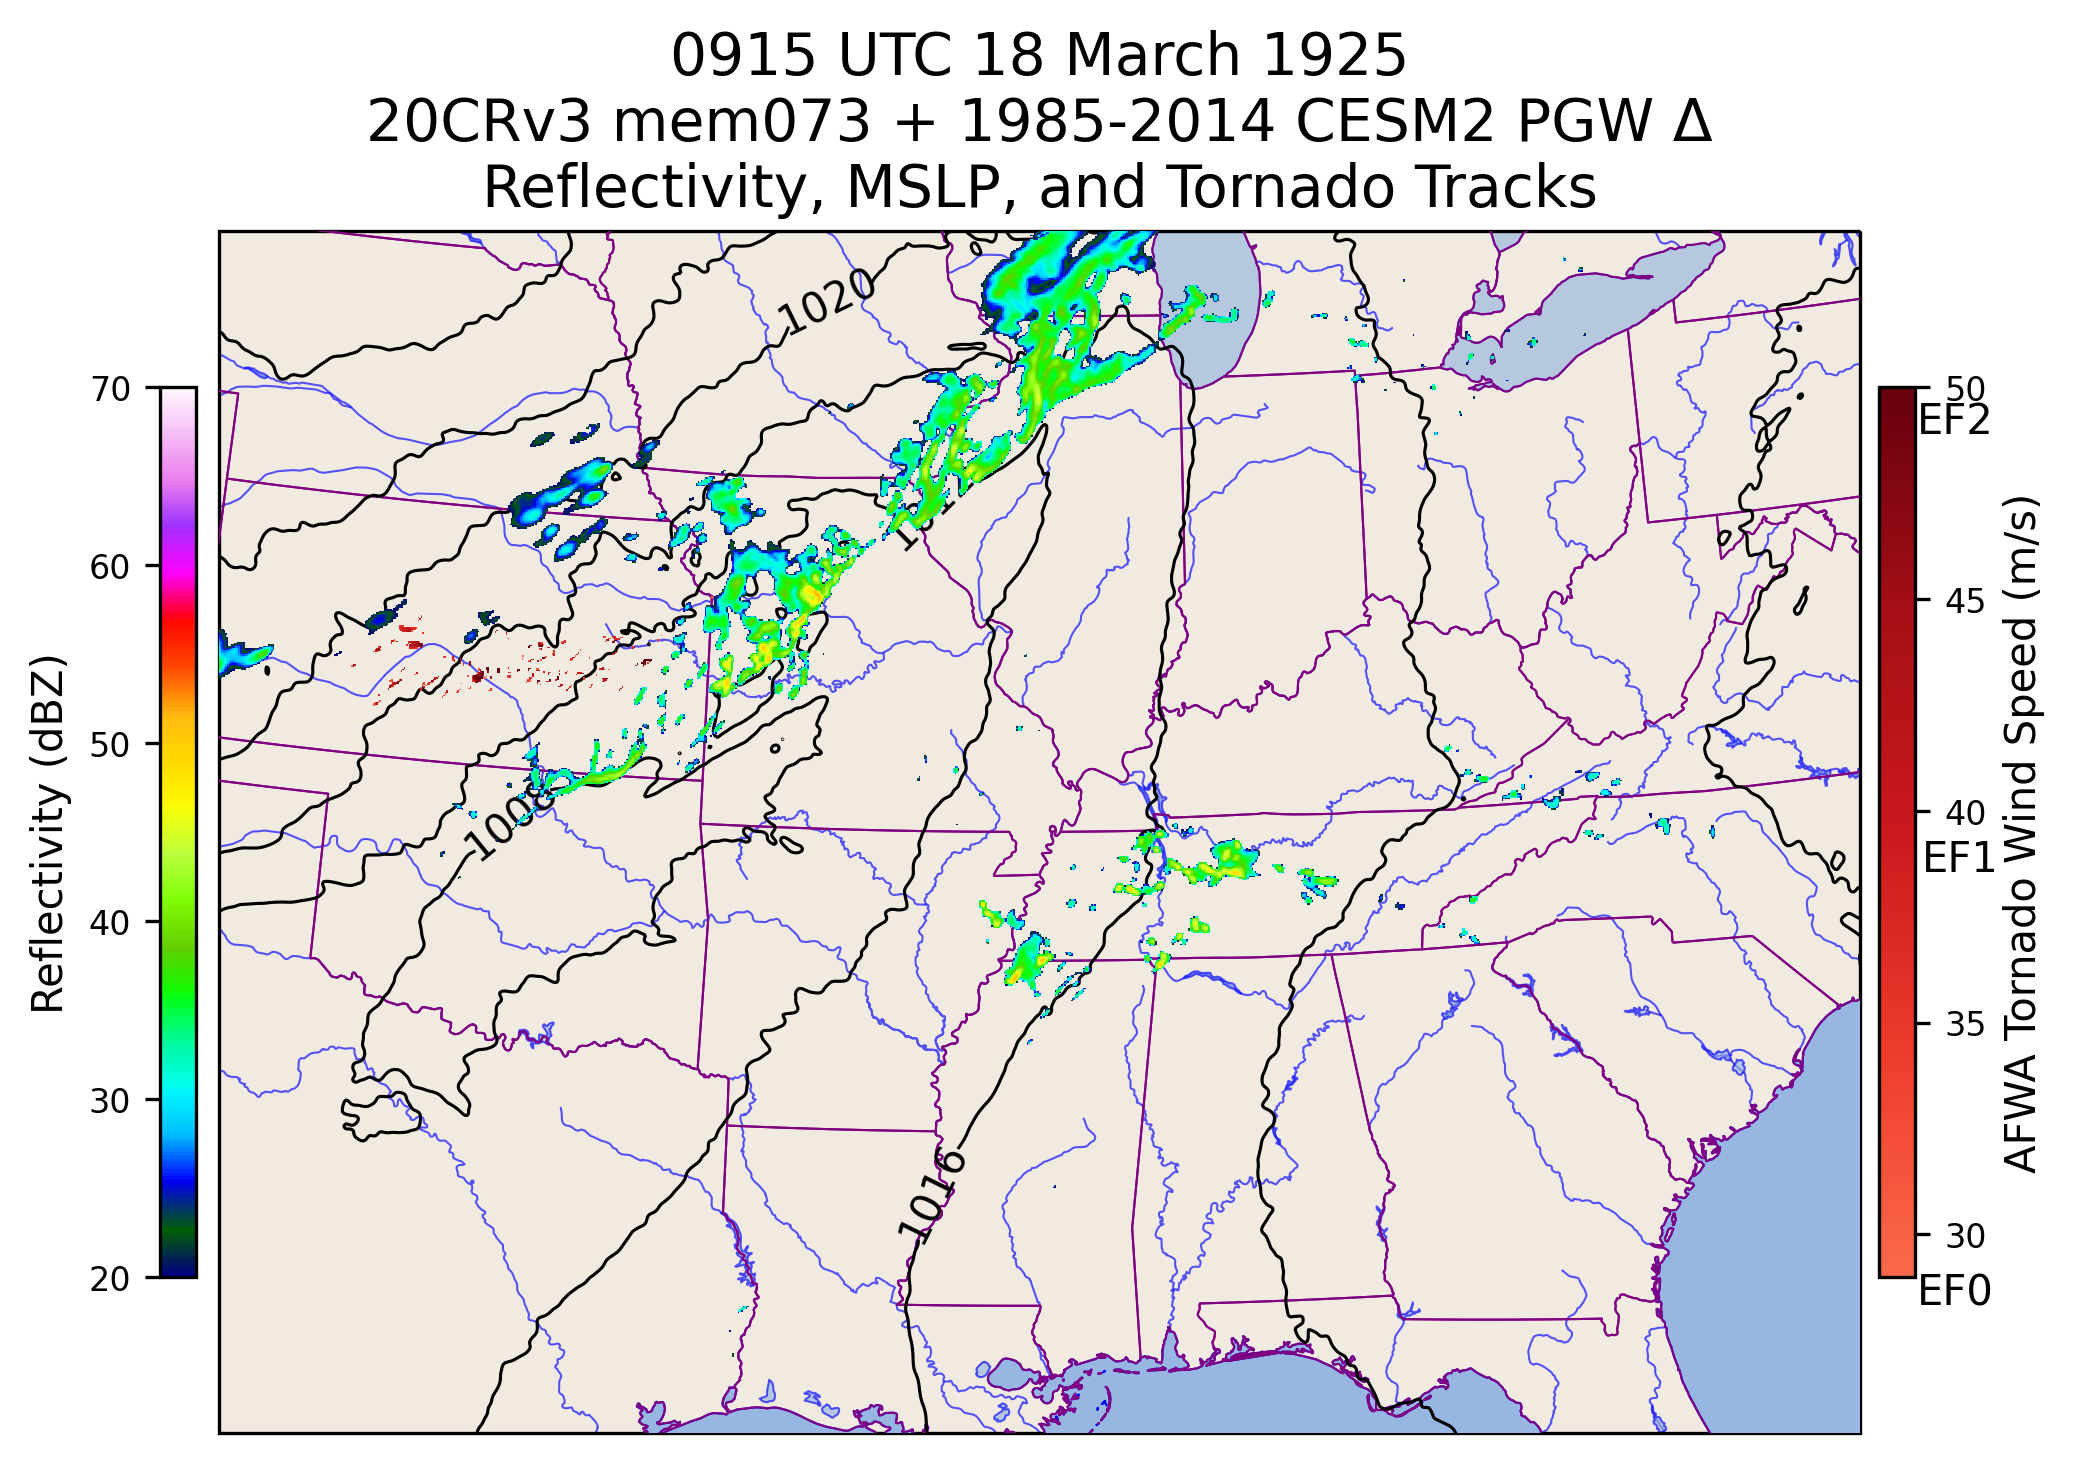 0915 UTC 18 March 1925
20CRv3 mem073 + 1985-2014 CESM2 PGW Δ
Reflectivity, MSLP, and Tornado Tracks
Reflectivity (dBZ)
70
60
50
40
30
20
1020
1008
1016
50
EF2
45
40
EF1
35
30
EF0
AFWA Tornado Wind Speed (m/s)